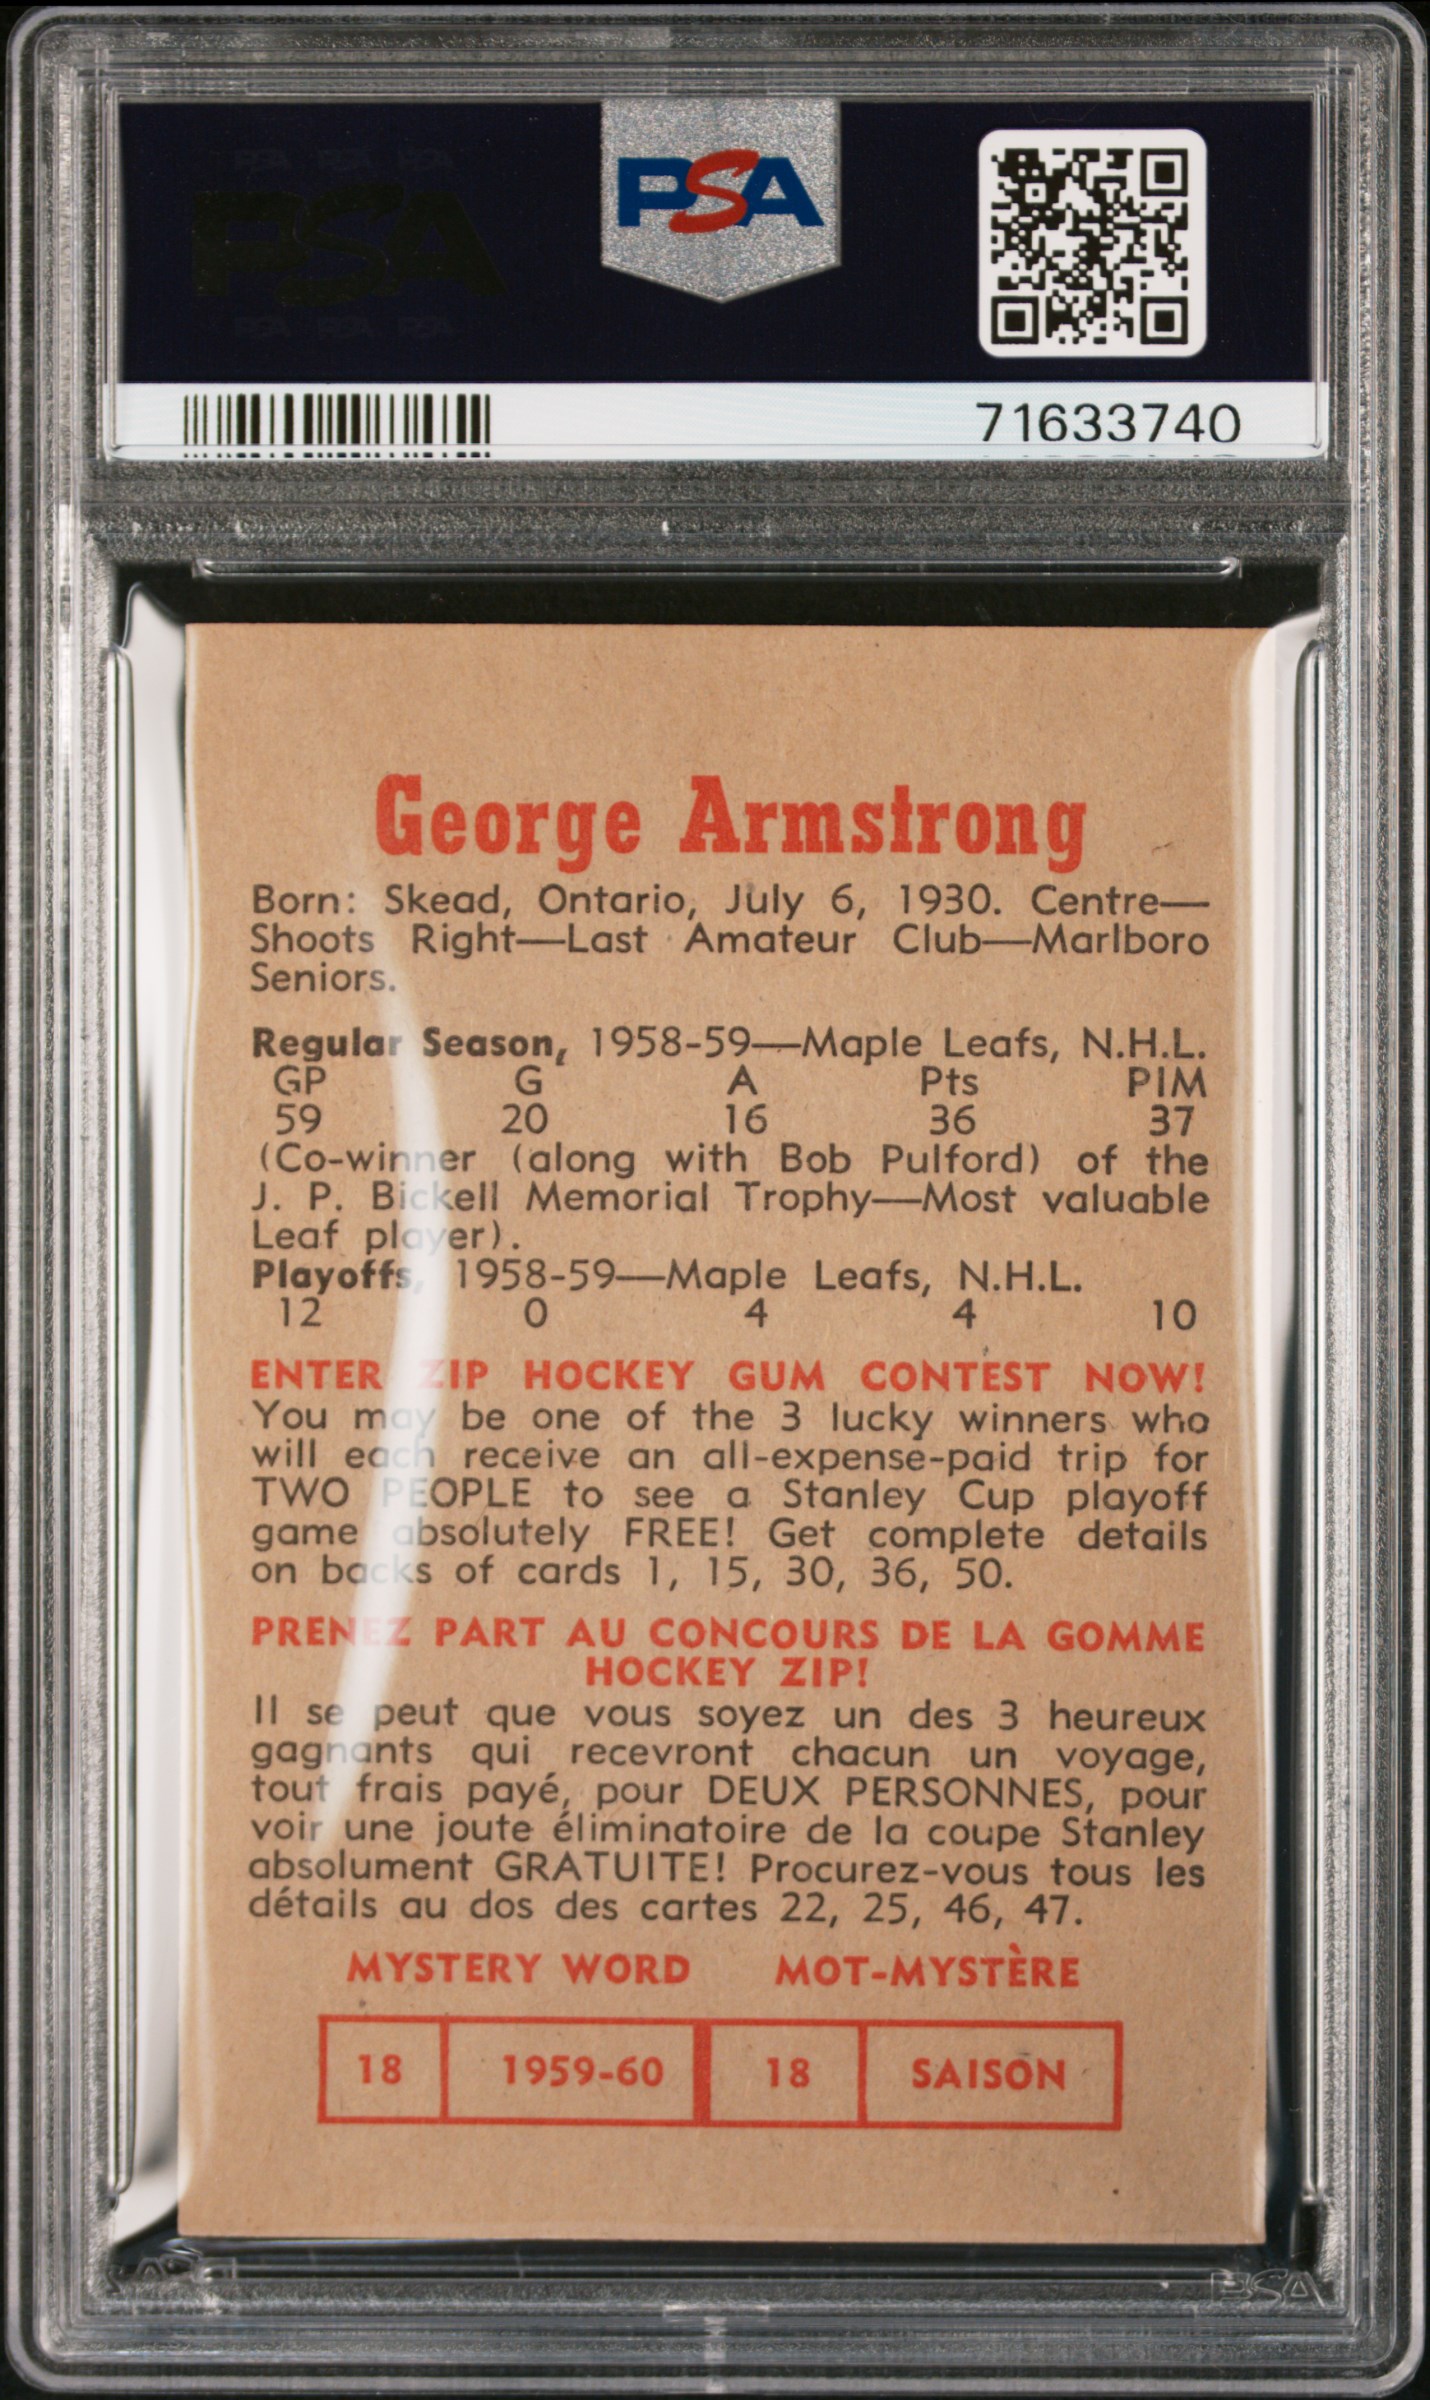 PSA
PSA PSA PSA
PSA
PSA PSA PSA
71633740
George Armstrong
Born: Skead, Ontario, July 6, 1930. Centre—
Shoots Right—Last Amateur Club—Marlboro
Seniors.
Regular Season, 1958-59—Maple Leafs, N.H.L.
GP G A Pts PIM
59 20 16 36 37
(Co-winner (along with Bob Pulford) of the
J. P. Bickell Memorial Trophy—Most valuable
Leaf player).
Playoffs, 1958-59—Maple Leafs, N.H.L.
12 0 4 4 10
ENTER ZIP HOCKEY GUM CONTEST NOW!
You may be one of the 3 lucky winners who
will each receive an all-expense-paid trip for
TWO PEOPLE to see a Stanley Cup playoff
game absolutely FREE! Get complete details
on backs of cards 1, 15, 30, 36, 50.
PRENEZ PART AU CONCOURS DE LA GOMME
HOCKEY ZIP!
Il se peut que vous soyez un des 3 heureux
gagnants qui recevront chacun un voyage,
tout frais payé, pour DEUX PERSONNES, pour
voir une joute éliminatoire de la coupe Stanley
absolument GRATUITE! Procurez-vous tous les
détails au dos des cartes 22, 25, 46, 47.
MYSTERY WORD MOT-MYSTÈRE
18 1959-60 18 SAISON
PSA